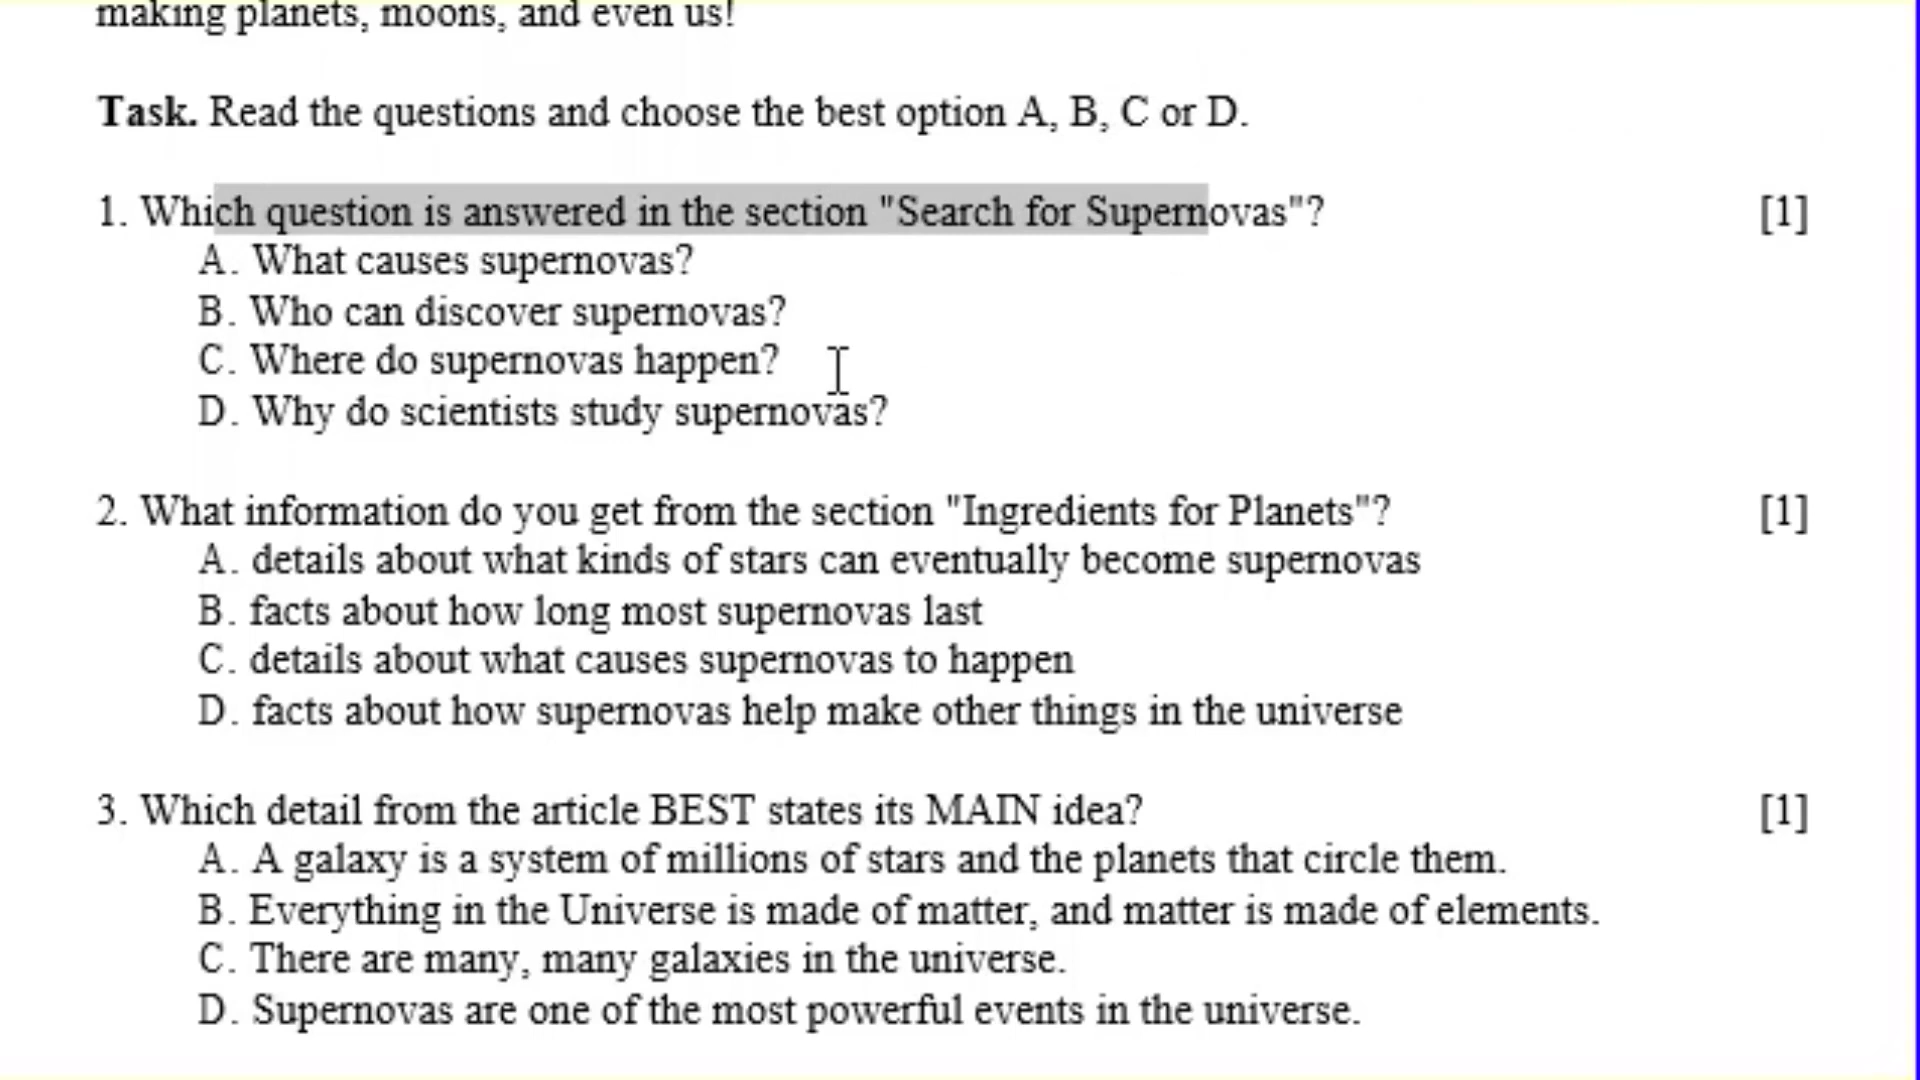 making planets, moons, and even us!
Task. Read the questions and choose the best option A, B, C or D.
1. Which question is answered in the section "Search for Supernovas"? [1]
A. What causes supernovas?
B. Who can discover supernovas?
C. Where do supernovas happen?
D. Why do scientists study supernovas?
2. What information do you get from the section "Ingredients for Planets"? [1]
A. details about what kinds of stars can eventually become supernovas
B. facts about how long most supernovas last
C. details about what causes supernovas to happen
D. facts about how supernovas help make other things in the universe
3. Which detail from the article BEST states its MAIN idea? [1]
A. A galaxy is a system of millions of stars and the planets that circle them.
B. Everything in the Universe is made of matter, and matter is made of elements.
C. There are many, many galaxies in the universe.
D. Supernovas are one of the most powerful events in the universe.